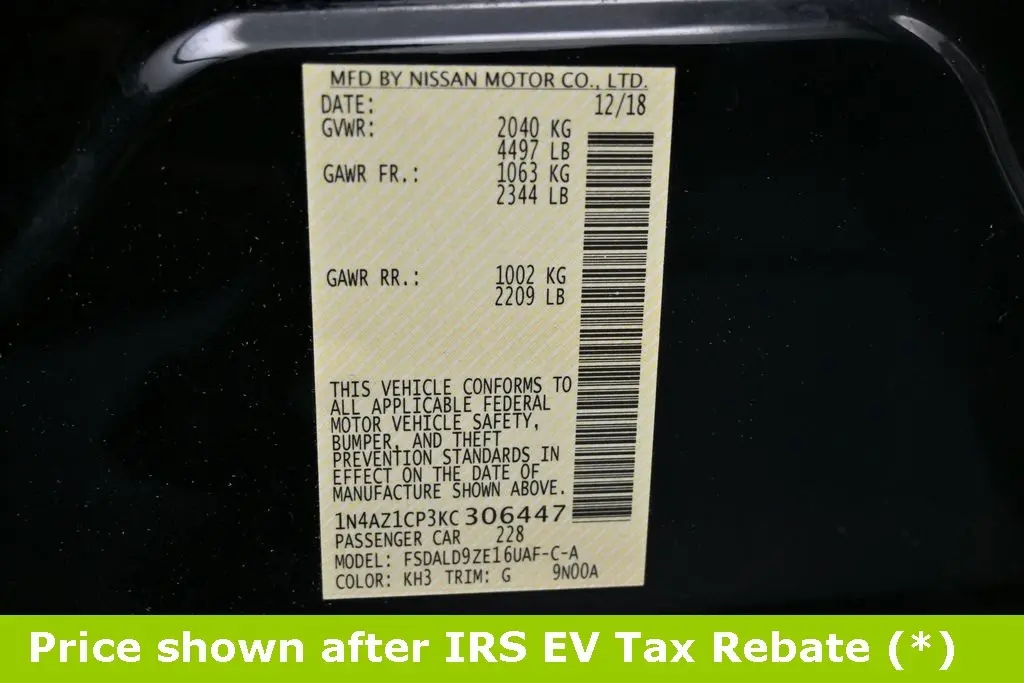 MFD BY NISSAN MOTOR CO., LTD.
DATE: 12/18
GVWR: 2040 KG
4497 LB
GAWR FR.: 1063 KG
2344 LB
GAWR RR.: 1002 KG
2209 LB
THIS VEHICLE CONFORMS TO
ALL APPLICABLE FEDERAL
MOTOR VEHICLE SAFETY,
BUMPER, AND THEFT
PREVENTION STANDARDS IN
EFFECT ON THE DATE OF
MANUFACTURE SHOWN ABOVE.
1N4AZ1CP3KC306447
PASSENGER CAR 228
MODEL: FSDALD9ZE16UAF-C-A
COLOR: KH3 TRIM: G 9N00A
Price shown after IRS EV Tax Rebate (*)